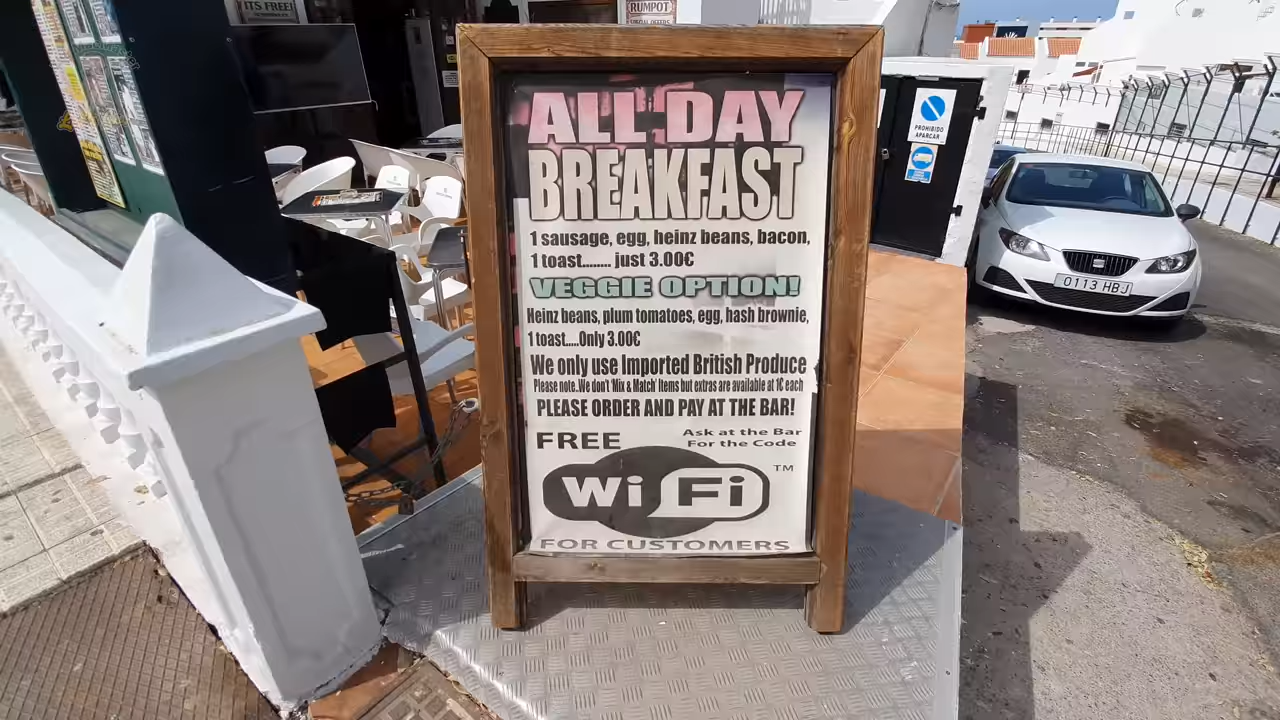 ITS FREE!
RUMPOT
SPECIAL OFFERS
ALL DAY
BREAKFAST
1 sausage, egg, heinz beans, bacon,
1 toast........ just 3.00€
VEGGIE OPTION!
Heinz beans, plum tomatoes, egg, hash brownie,
1 toast.....Only 3.00€
We only use Imported British Produce
Please note..We don't 'Mix & Match' Items but extras are available at 1€ each
PLEASE ORDER AND PAY AT THE BAR!
FREE
Ask at the Bar
For the Code
Wi Fi
TM
FOR CUSTOMERS
PROHIBIDO
APARCAR
0113 HBJ